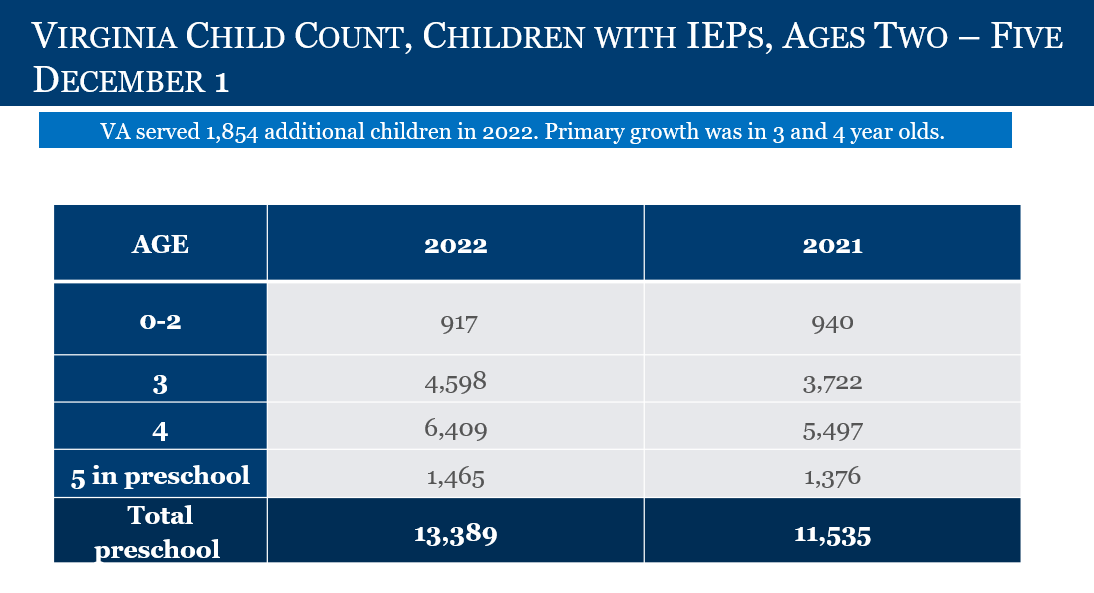 VIRGINIA CHILD COUNT, CHILDREN WITH IEPS, AGES TWO – FIVE
DECEMBER 1
VA served 1,854 additional children in 2022. Primary growth was in 3 and 4 year olds.
AGE 2022 2021
0-2 917 940
3 4,598 3,722
4 6,409 5,497
5 in preschool 1,465 1,376
Total
preschool 13,389 11,535